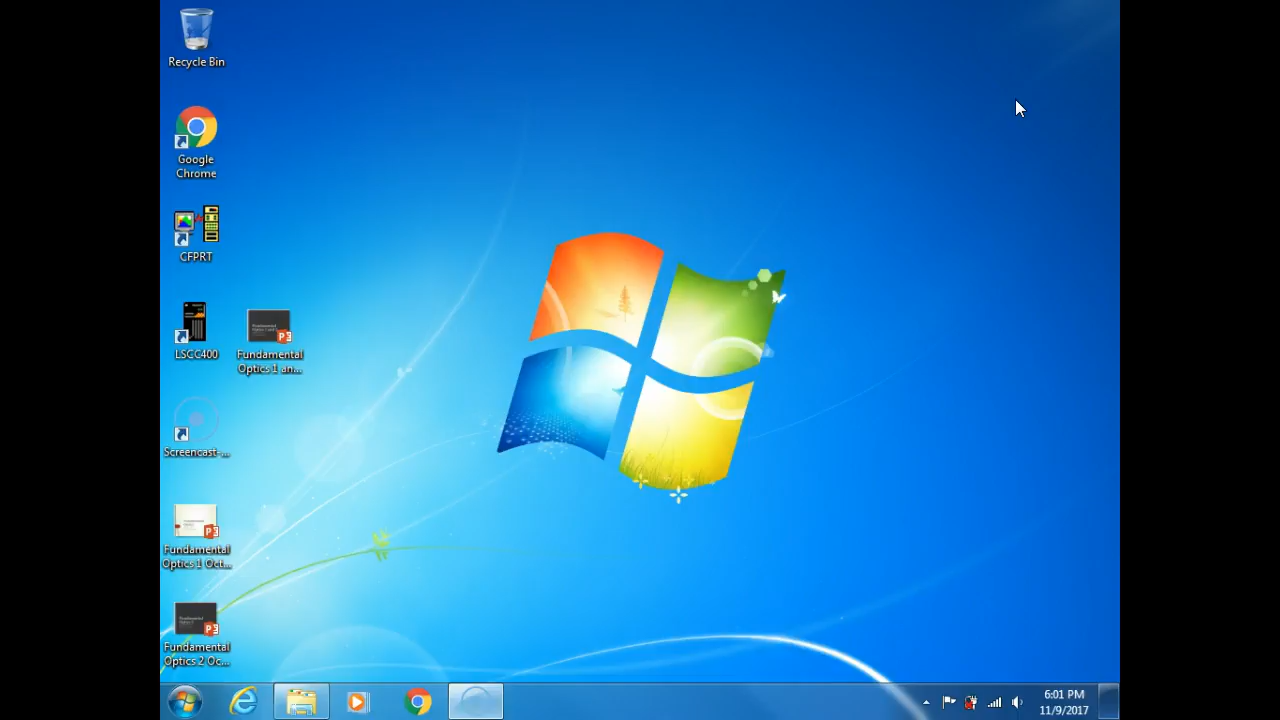 Recycle Bin
Google
Chrome
CFPRT
LSCC400
Fundamental
Optics 1 an...
Screencast-...
Fundamental
Optics 1 Oct...
Fundamental
Optics 2 Oc...
6:01 PM
11/9/2017